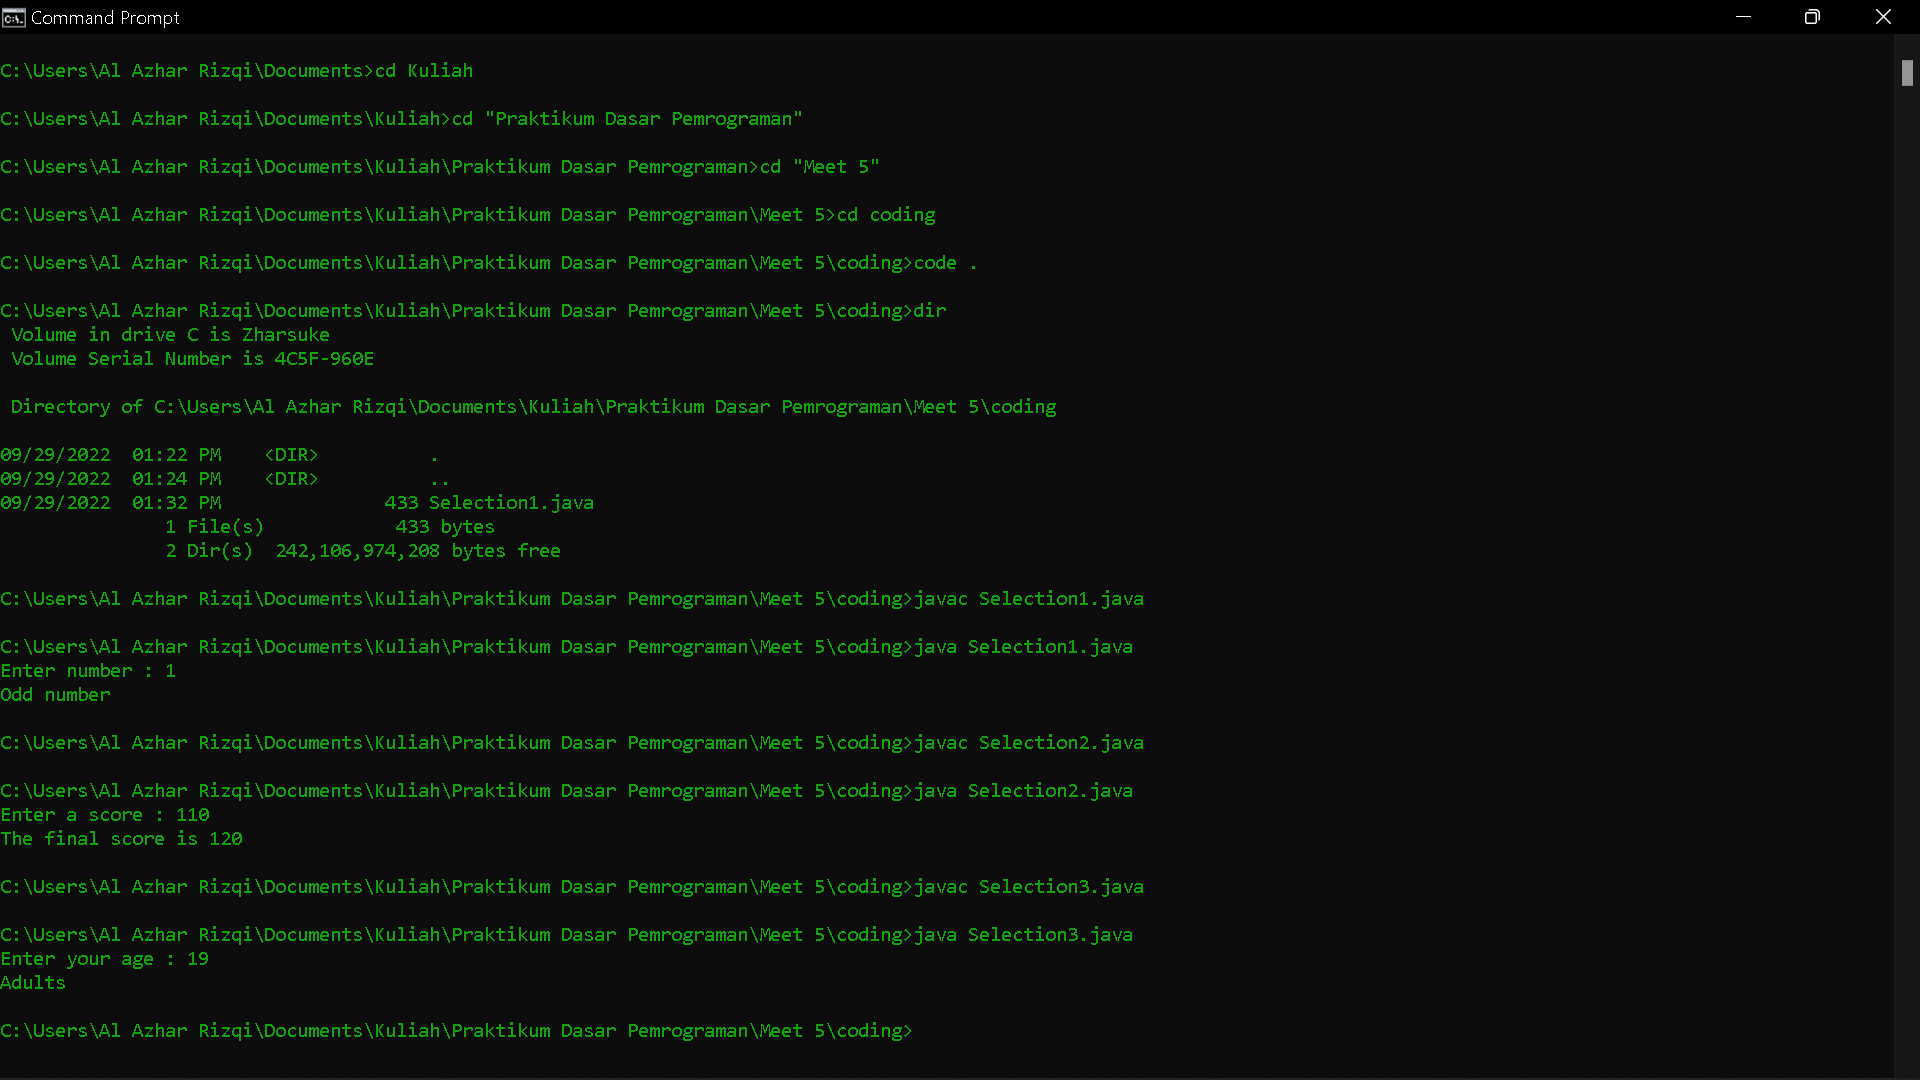 Command Prompt
C:\Users\Al Azhar Rizqi\Documents>cd Kuliah
C:\Users\Al Azhar Rizqi\Documents\Kuliah>cd "Praktikum Dasar Pemrograman"
C:\Users\Al Azhar Rizqi\Documents\Kuliah\Praktikum Dasar Pemrograman>cd "Meet 5"
C:\Users\Al Azhar Rizqi\Documents\Kuliah\Praktikum Dasar Pemrograman\Meet 5>cd coding
C:\Users\Al Azhar Rizqi\Documents\Kuliah\Praktikum Dasar Pemrograman\Meet 5\coding>code .
C:\Users\Al Azhar Rizqi\Documents\Kuliah\Praktikum Dasar Pemrograman\Meet 5\coding>dir
 Volume in drive C is Zharsuke
 Volume Serial Number is 4C5F-960E
 Directory of C:\Users\Al Azhar Rizqi\Documents\Kuliah\Praktikum Dasar Pemrograman\Meet 5\coding
09/29/2022  01:22 PM    <DIR>          .
09/29/2022  01:24 PM    <DIR>          ..
09/29/2022  01:32 PM               433 Selection1.java
               1 File(s)            433 bytes
               2 Dir(s)  242,106,974,208 bytes free
C:\Users\Al Azhar Rizqi\Documents\Kuliah\Praktikum Dasar Pemrograman\Meet 5\coding>javac Selection1.java
C:\Users\Al Azhar Rizqi\Documents\Kuliah\Praktikum Dasar Pemrograman\Meet 5\coding>java Selection1.java
Enter number : 1
Odd number
C:\Users\Al Azhar Rizqi\Documents\Kuliah\Praktikum Dasar Pemrograman\Meet 5\coding>javac Selection2.java
C:\Users\Al Azhar Rizqi\Documents\Kuliah\Praktikum Dasar Pemrograman\Meet 5\coding>java Selection2.java
Enter a score : 110
The final score is 120
C:\Users\Al Azhar Rizqi\Documents\Kuliah\Praktikum Dasar Pemrograman\Meet 5\coding>javac Selection3.java
C:\Users\Al Azhar Rizqi\Documents\Kuliah\Praktikum Dasar Pemrograman\Meet 5\coding>java Selection3.java
Enter your age : 19
Adults
C:\Users\Al Azhar Rizqi\Documents\Kuliah\Praktikum Dasar Pemrograman\Meet 5\coding>